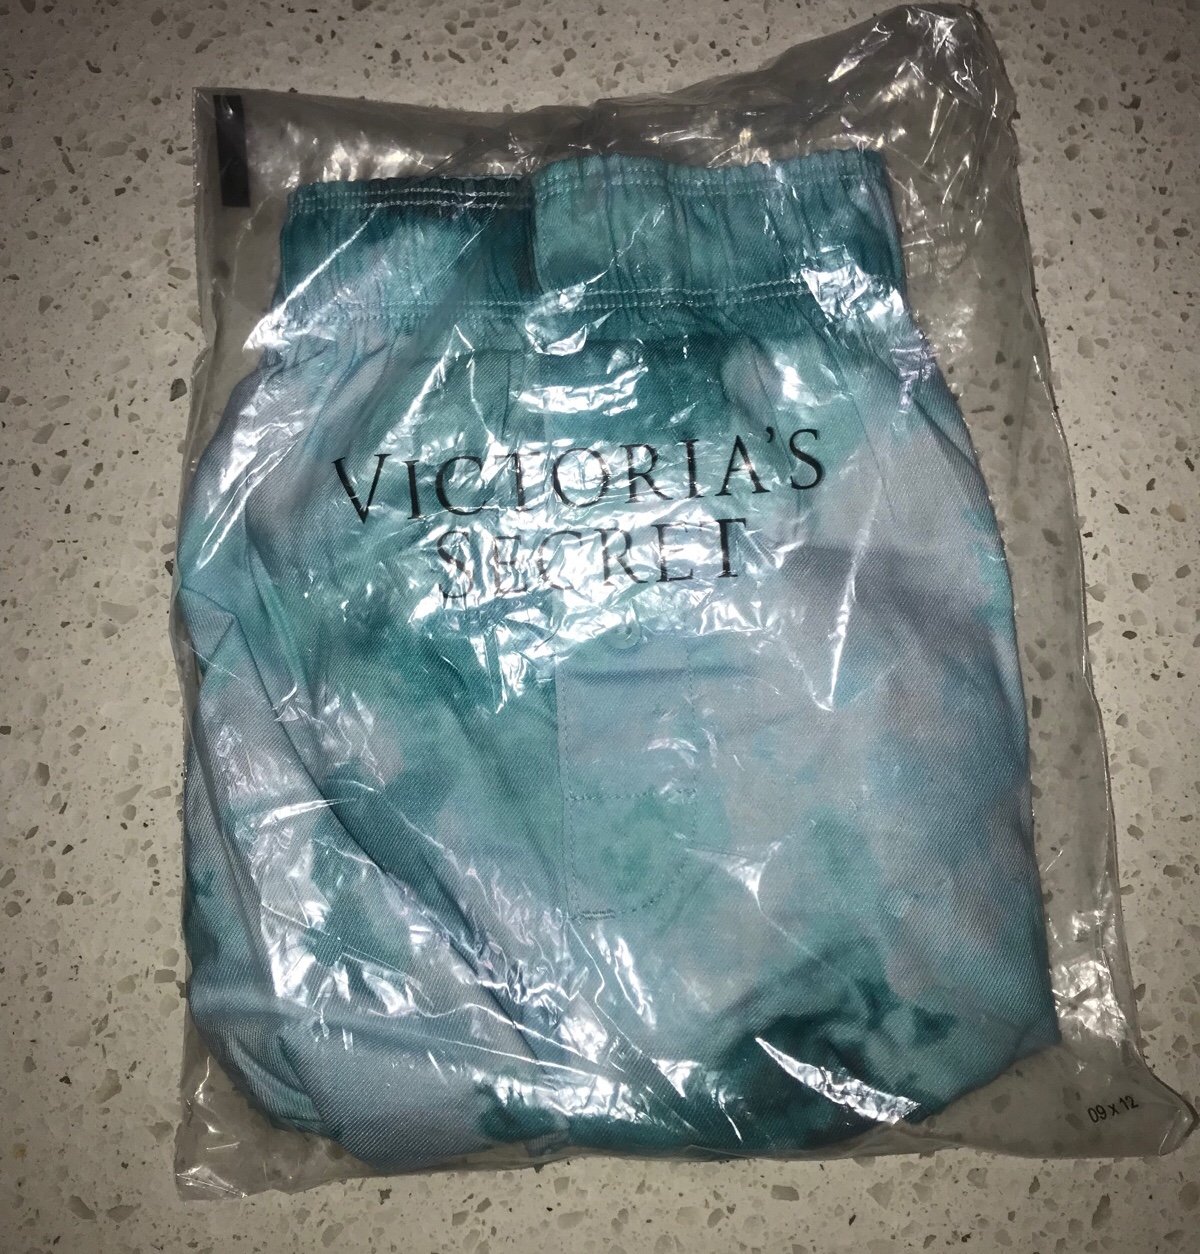 VICTORIA'S
SECRET
09 x 12